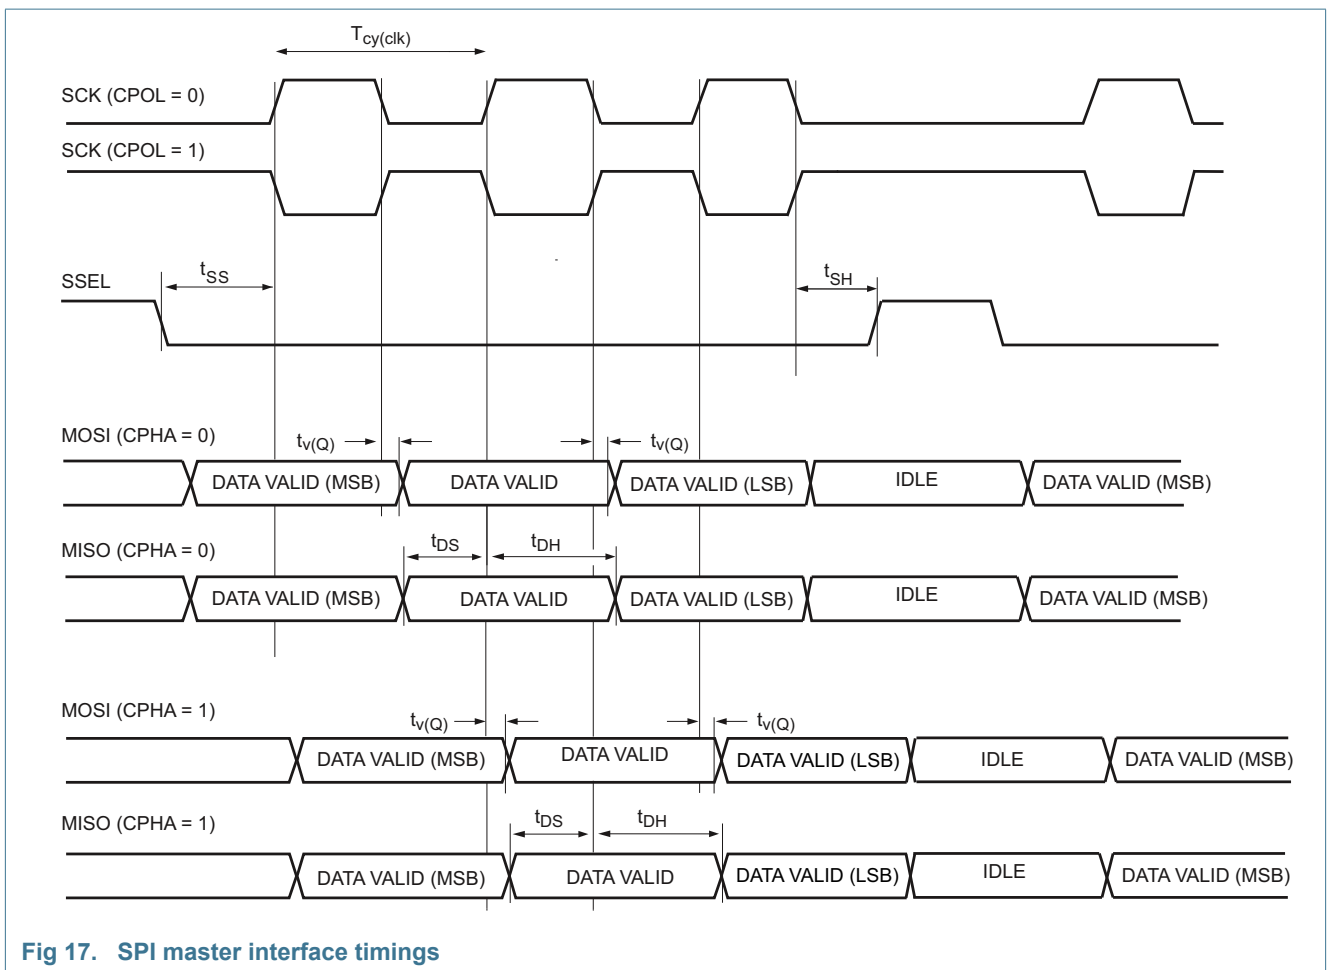 Tcy(clk)
SCK (CPOL = 0)
SCK (CPOL = 1)
SSEL
tSS
tSH
MOSI (CPHA = 0)
tv(Q)
tv(Q)
DATA VALID (MSB)
DATA VALID
DATA VALID (LSB)
IDLE
DATA VALID (MSB)
MISO (CPHA = 0)
tDS
tDH
DATA VALID (MSB)
DATA VALID
DATA VALID (LSB)
IDLE
DATA VALID (MSB)
MOSI (CPHA = 1)
tv(Q)
tv(Q)
DATA VALID (MSB)
DATA VALID
DATA VALID (LSB)
IDLE
DATA VALID (MSB)
MISO (CPHA = 1)
tDS
tDH
DATA VALID (MSB)
DATA VALID
DATA VALID (LSB)
IDLE
DATA VALID (MSB)
Fig 17. SPI master interface timings